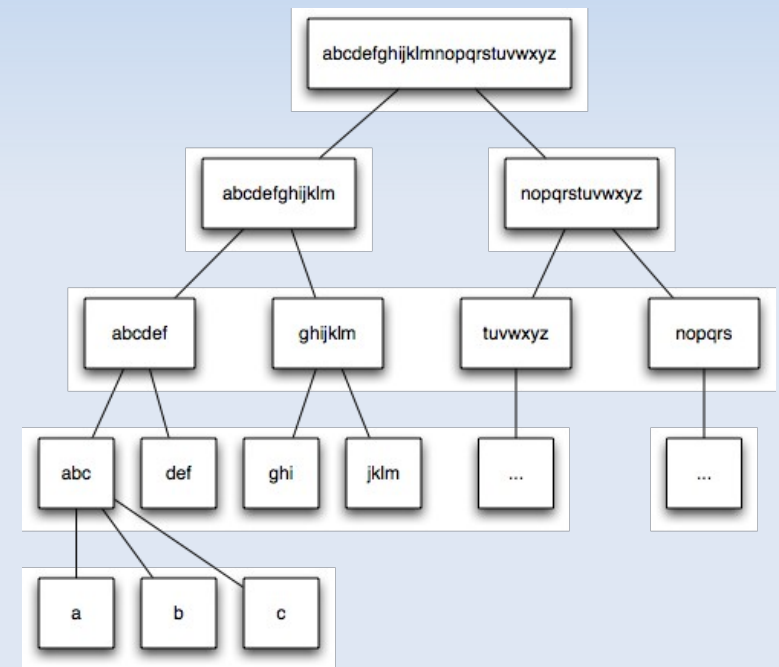 abcdefghijklmnopqrstuvwxyz
abcdefghijklm
nopqrstuvwxyz
abcdef
ghijklm
tuvwxyz
nopqrs
abc
def
ghi
jklm
...
...
a
b
c